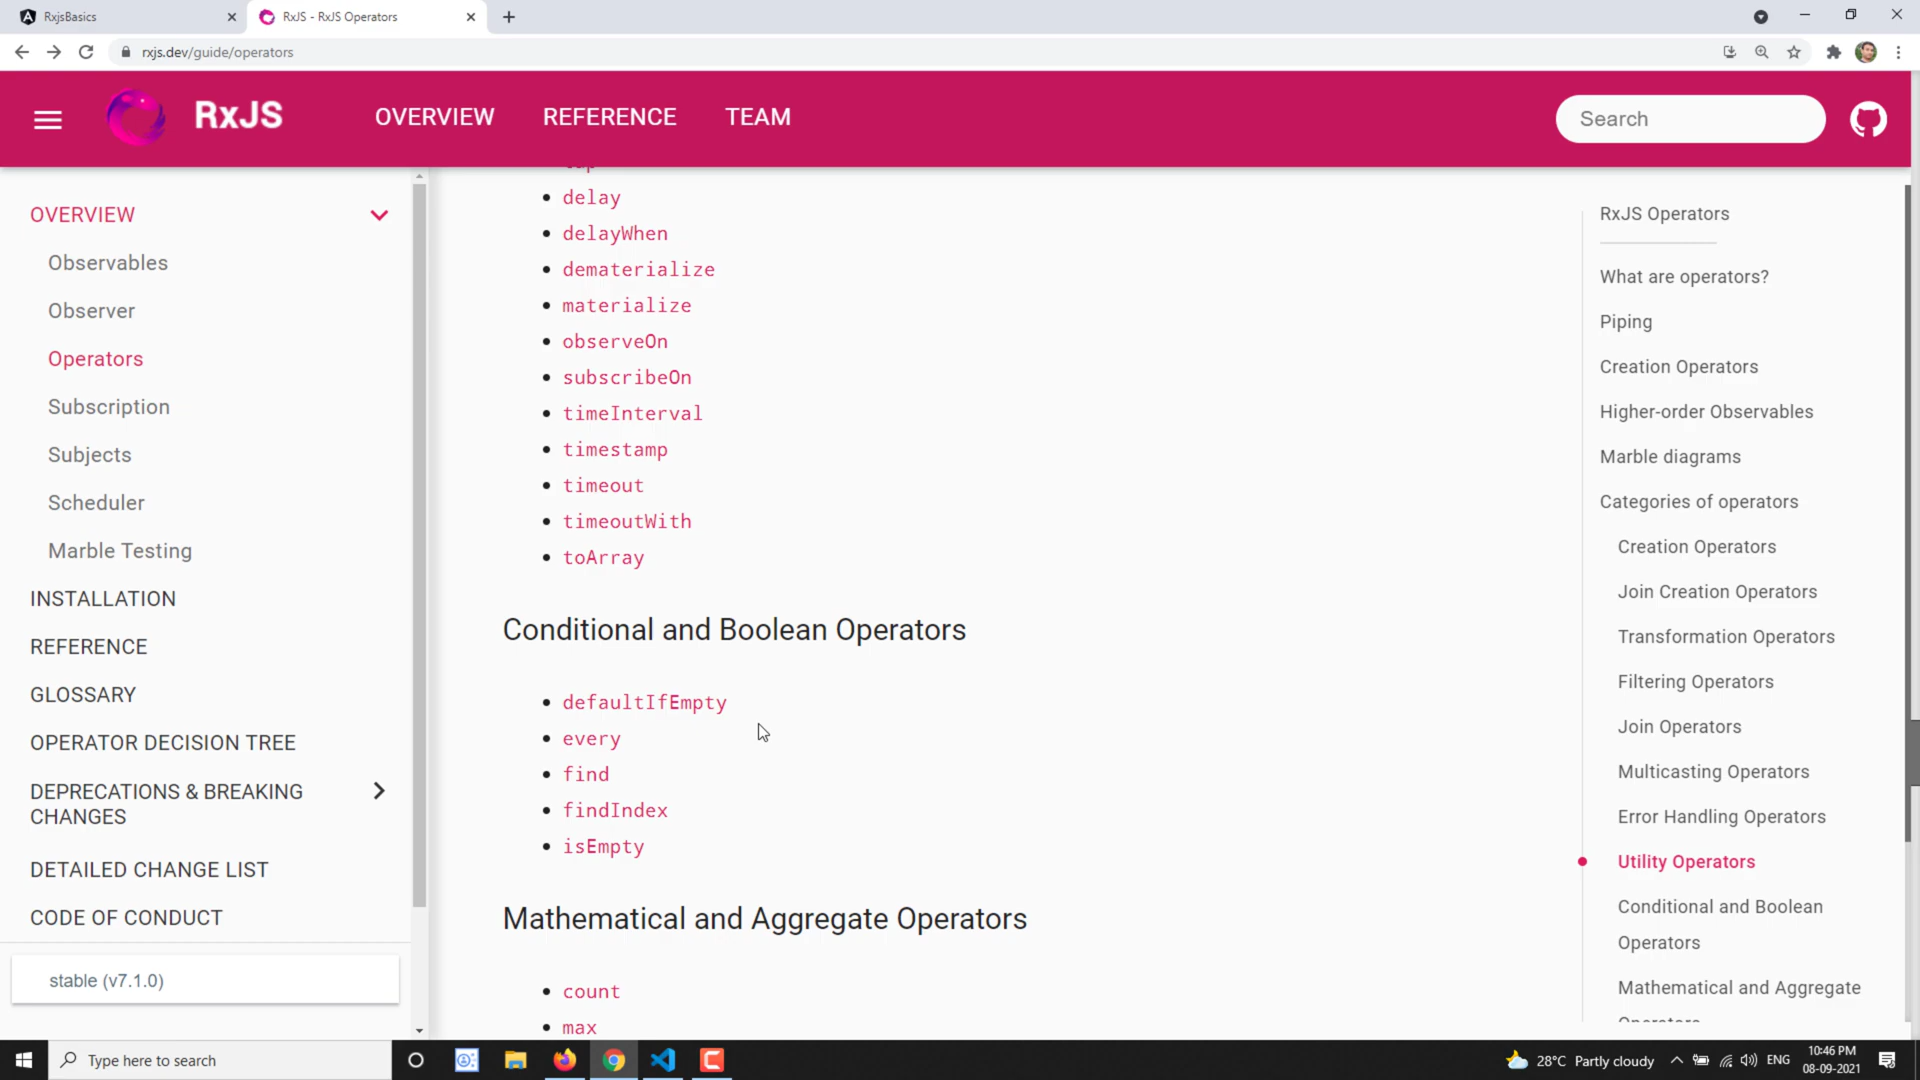 RxjsBasics
RxJS - RxJS Operators
rxjs.dev/guide/operators
RxJS
OVERVIEW
REFERENCE
TEAM
Search
OVERVIEW
Observables
Observer
Operators
Subscription
Subjects
Scheduler
Marble Testing
INSTALLATION
REFERENCE
GLOSSARY
OPERATOR DECISION TREE
DEPRECATIONS & BREAKING
CHANGES
DETAILED CHANGE LIST
CODE OF CONDUCT
stable (v7.1.0)
delay
delayWhen
dematerialize
materialize
observeOn
subscribeOn
timeInterval
timestamp
timeout
timeoutWith
toArray
Conditional and Boolean Operators
defaultIfEmpty
every
find
findIndex
isEmpty
Mathematical and Aggregate Operators
count
max
RxJS Operators
What are operators?
Piping
Creation Operators
Higher-order Observables
Marble diagrams
Categories of operators
Creation Operators
Join Creation Operators
Transformation Operators
Filtering Operators
Join Operators
Multicasting Operators
Error Handling Operators
Utility Operators
Conditional and Boolean
Operators
Mathematical and Aggregate
Operators
Type here to search
28°C Partly cloudy
ENG
10:46 PM
08-09-2021